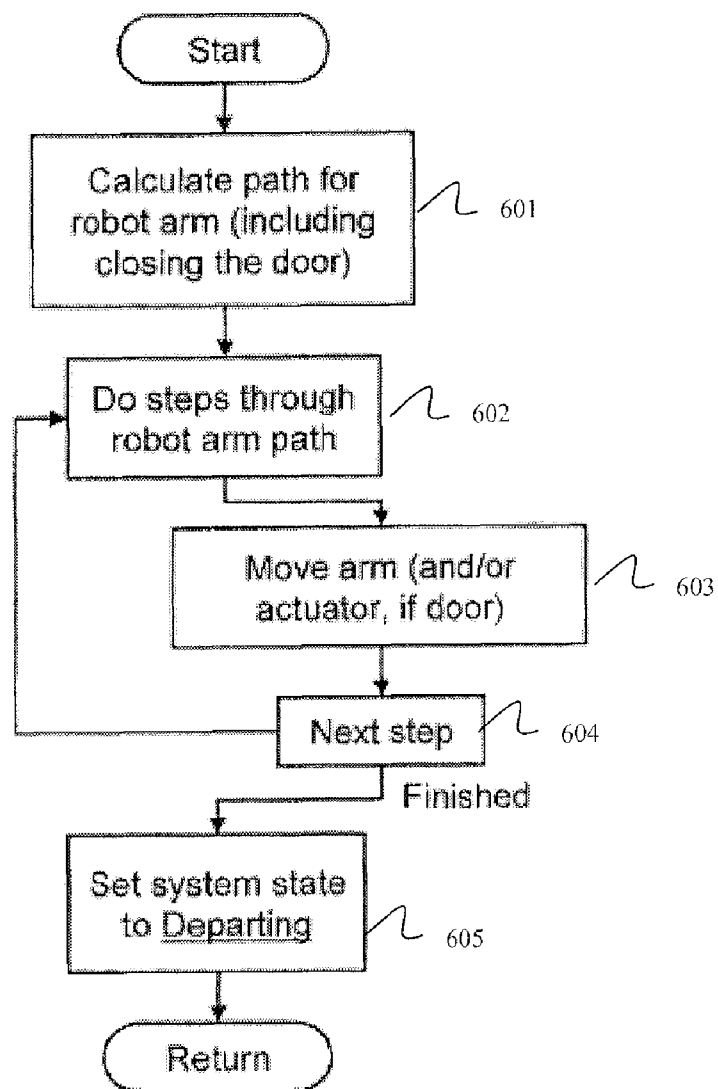 Start
Calculate path for
robot arm (including
closing the door)
601
Do steps through
robot arm path
602
Move arm (and/or
actuator, if door)
603
Next step
604
Finished
Set system state
to Departing
605
Return